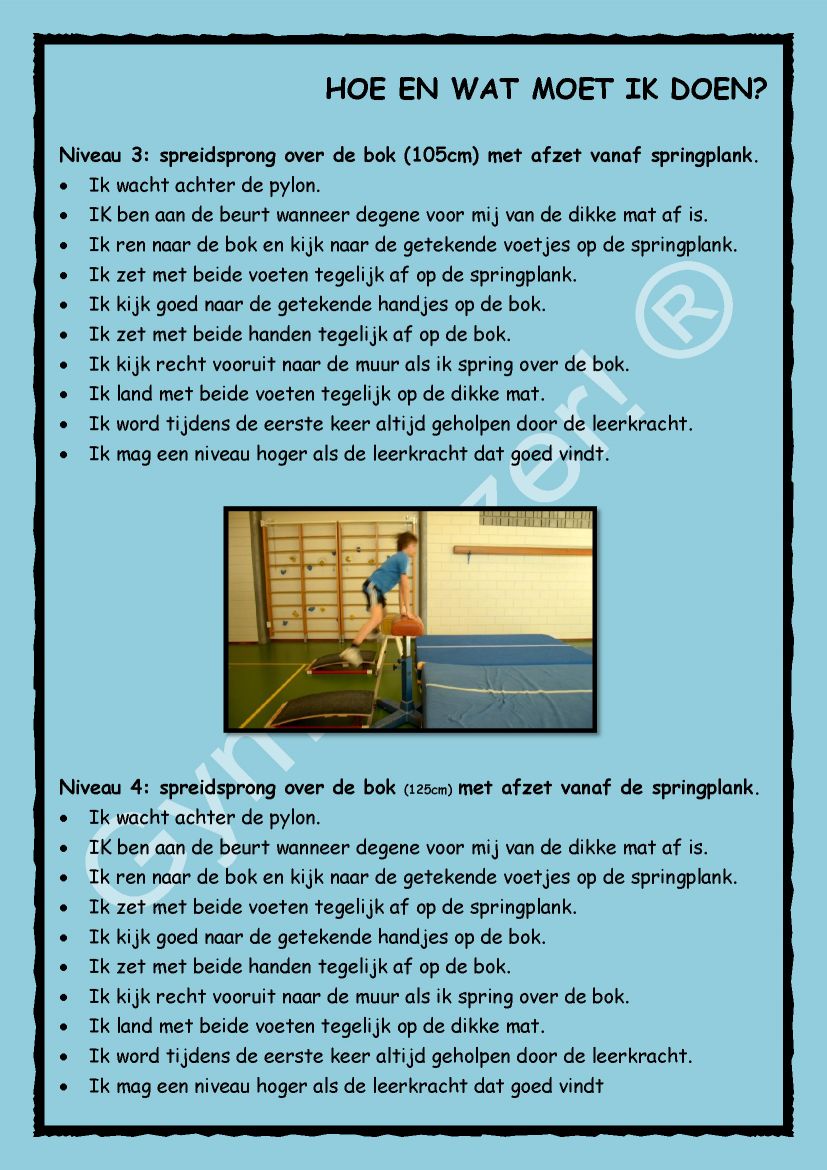 HOE EN WAT MOET IK DOEN?
Niveau 3: spreidsprong over de bok (105cm) met afzet vanaf springplank.
• Ik wacht achter de pylon.
• IK ben aan de beurt wanneer degene voor mij van de dikke mat af is.
• Ik ren naar de bok en kijk naar de getekende voetjes op de springplank.
• Ik zet met beide voeten tegelijk af op de springplank.
• Ik kijk goed naar de getekende handjes op de bok.
• Ik zet met beide handen tegelijk af op de bok.
• Ik kijk recht vooruit naar de muur als ik spring over de bok.
• Ik land met beide voeten tegelijk op de dikke mat.
• Ik word tijdens de eerste keer altijd geholpen door de leerkracht.
• Ik mag een niveau hoger als de leerkracht dat goed vindt.
Niveau 4: spreidsprong over de bok (125cm) met afzet vanaf de springplank.
• Ik wacht achter de pylon.
• IK ben aan de beurt wanneer degene voor mij van de dikke mat af is.
• Ik ren naar de bok en kijk naar de getekende voetjes op de springplank.
• Ik zet met beide voeten tegelijk af op de springplank.
• Ik kijk goed naar de getekende handjes op de bok.
• Ik zet met beide handen tegelijk af op de bok.
• Ik kijk recht vooruit naar de muur als ik spring over de bok.
• Ik land met beide voeten tegelijk op de dikke mat.
• Ik word tijdens de eerste keer altijd geholpen door de leerkracht.
• Ik mag een niveau hoger als de leerkracht dat goed vindt